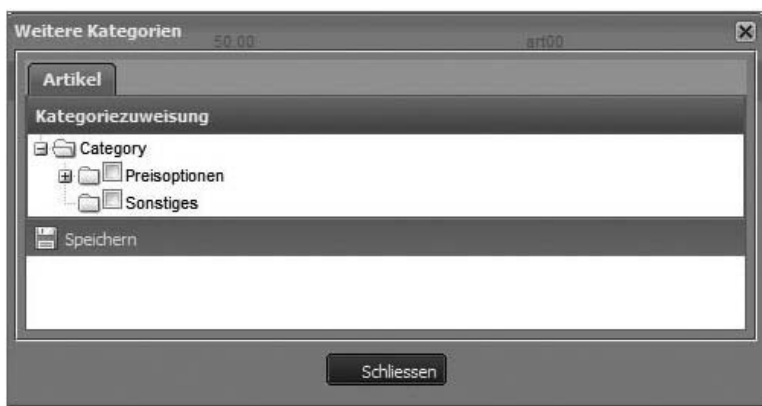 Weitere Kategorien
50.00 art00
Artikel
Kategoriezuweisung
Category
Preisoptionen
Sonstiges
Speichern
Schliessen